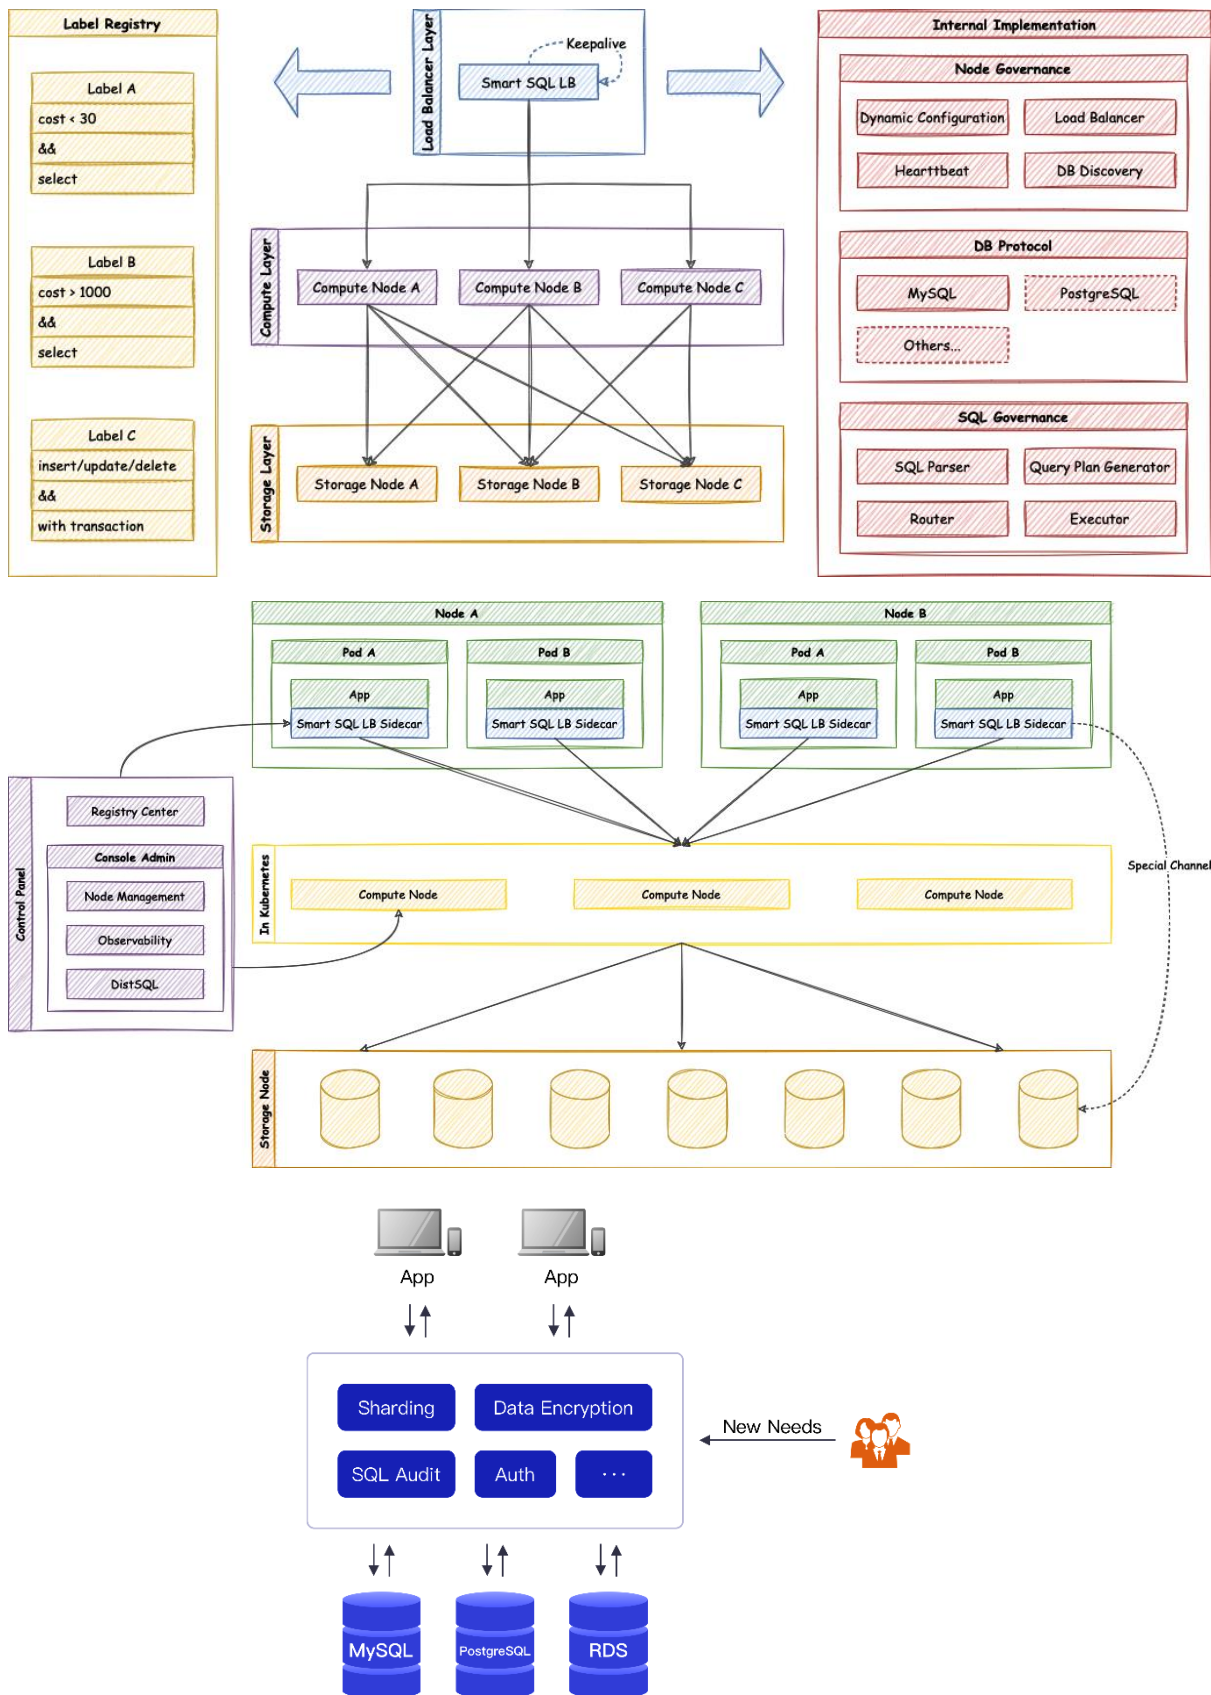 Label Registry
Label A
cost < 30
&&
select
Label B
cost > 1000
&&
select
Label C
insert/update/delete
&&
with transaction
Load Balancer Layer
Keepalive
Smart SQL LB
Compute Layer
Compute Node A
Compute Node B
Compute Node C
Storage Layer
Storage Node A
Storage Node B
Storage Node C
Internal Implementation
Node Governance
Dynamic Configuration
Load Balancer
Hearttbeat
DB Discovery
DB Protocol
MySQL
PostgreSQL
Others...
SQL Governance
SQL Parser
Query Plan Generator
Router
Executor
Node A
Pod A
App
Smart SQL LB Sidecar
Pod B
App
Smart SQL LB Sidecar
Node B
Pod A
App
Smart SQL LB Sidecar
Pod B
App
Smart SQL LB Sidecar
Control Panel
Registry Center
Console Admin
Node Management
Observability
DistSQL
In Kubernetes
Compute Node
Compute Node
Compute Node
Special Channel
Storage Node
App
App
Sharding
Data Encryption
SQL Audit
Auth
...
New Needs
MySQL
PostgreSQL
RDS